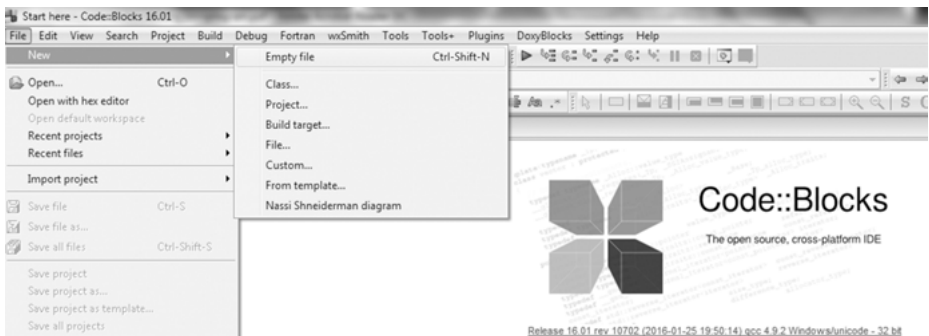 Start here - Code::Blocks 16.01
File Edit View Search Project Build Debug Fortran wxSmith Tools Tools+ Plugins DoxyBlocks Settings Help
New
Empty file Ctrl-Shift-N
Open... Ctrl-O
Class...
Open with hex editor
Project...
Open default workspace
Build target...
Recent projects
File...
Recent files
Custom...
Import project
From template...
Save file Ctrl-S
Nassi Shneiderman diagram
Save file as...
Save all files Ctrl-Shift-S
Save project
Save project as...
Save project as template...
Save all projects
Code::Blocks
The open source, cross-platform IDE
Release 16.01 rev 10702 (2016-01-25 19:50:14) gcc 4.9.2 Windows/unicode - 32 bit